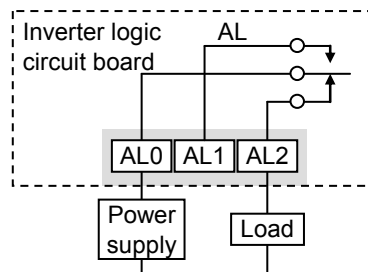 Inverter logic
circuit board
AL
AL0 AL1 AL2
Power
supply
Load